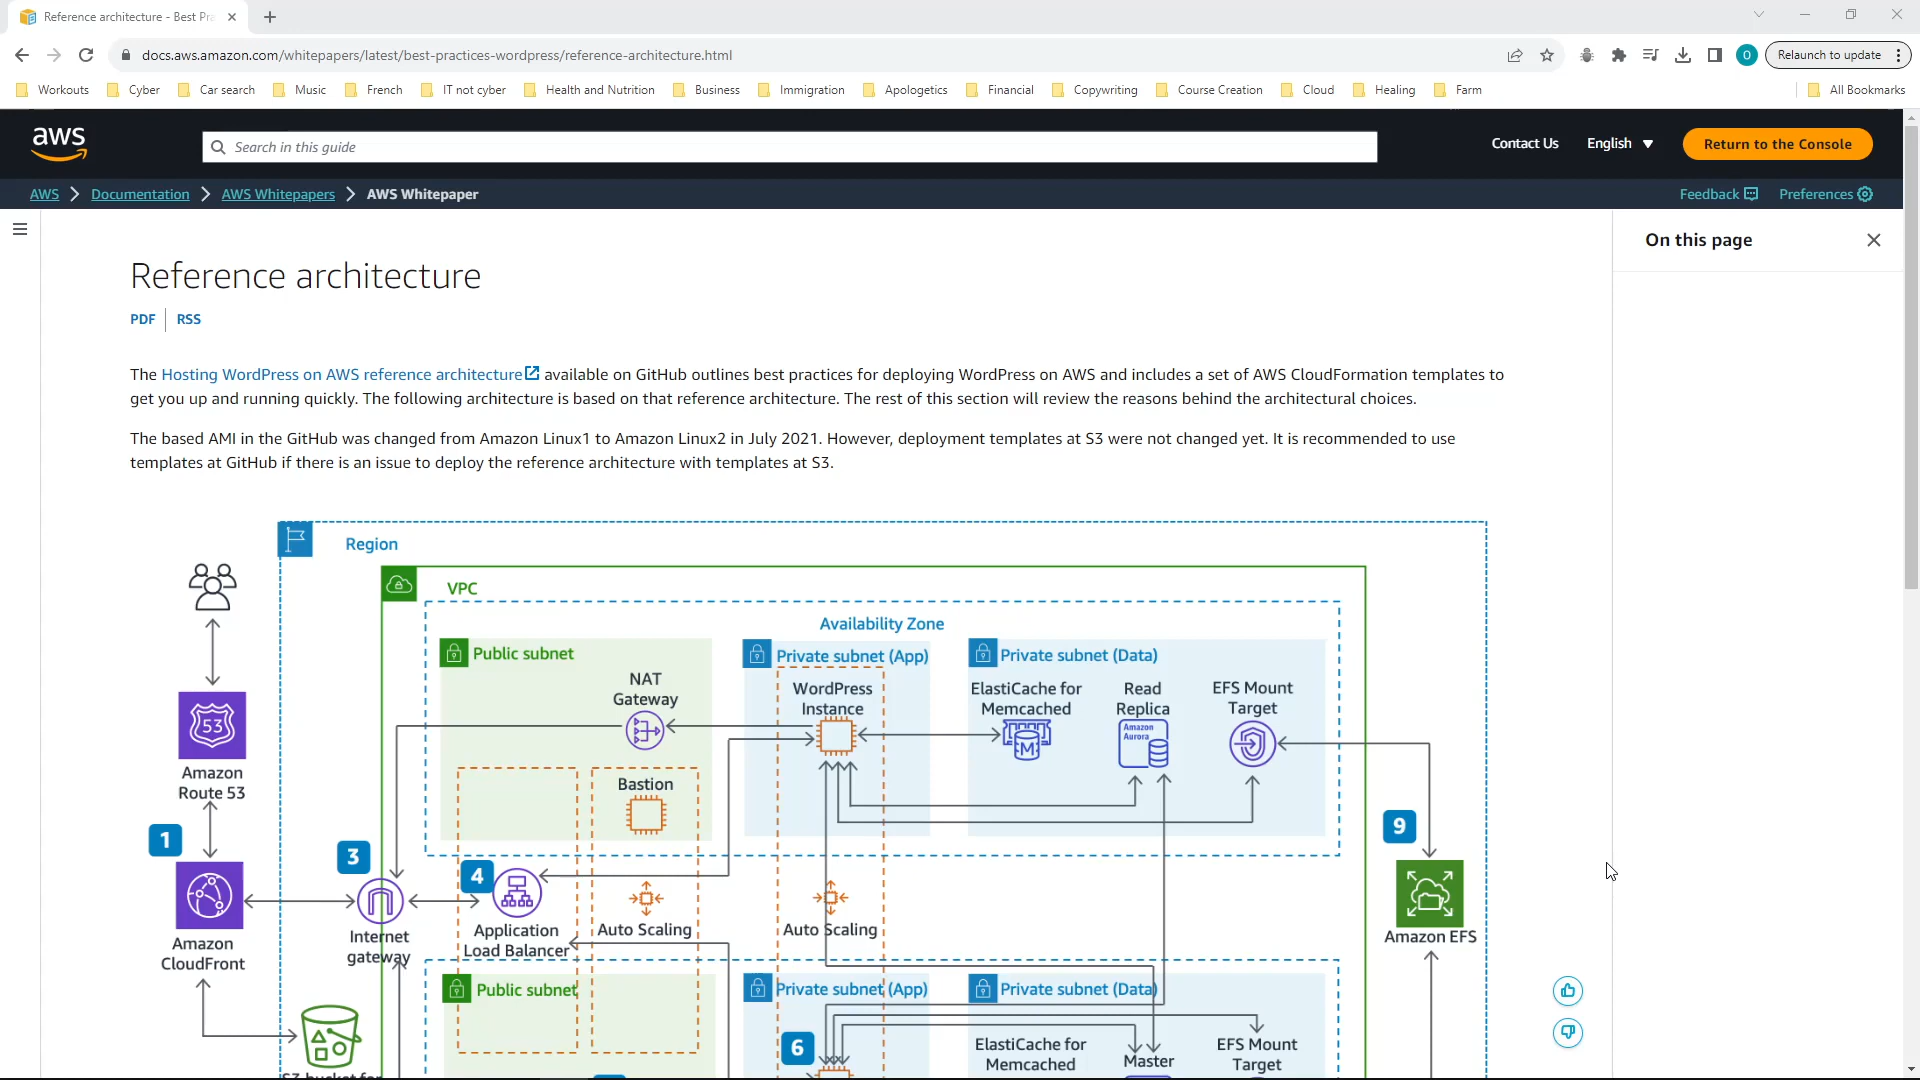 Reference architecture - Best Pra
docs.aws.amazon.com/whitepapers/latest/best-practices-wordpress/reference-architecture.html
O
Relaunch to update
Workouts
Cyber
Car search
Music
French
IT not cyber
Health and Nutrition
Business
Immigration
Apologetics
Financial
Copywriting
Course Creation
Cloud
Healing
Farm
All Bookmarks
aws
Search in this guide
Contact Us
English
Return to the Console
AWS
Documentation
AWS Whitepapers
AWS Whitepaper
Feedback
Preferences
On this page
Reference architecture
PDF
RSS
The Hosting WordPress on AWS reference architecture available on GitHub outlines best practices for deploying WordPress on AWS and includes a set of AWS CloudFormation templates to
get you up and running quickly. The following architecture is based on that reference architecture. The rest of this section will review the reasons behind the architectural choices.
The based AMI in the GitHub was changed from Amazon Linux1 to Amazon Linux2 in July 2021. However, deployment templates at S3 were not changed yet. It is recommended to use
templates at GitHub if there is an issue to deploy the reference architecture with templates at S3.
Region
VPC
Availability Zone
Public subnet
Private subnet (App)
Private subnet (Data)
NAT
Gateway
WordPress
Instance
ElastiCache for
Memcached
M
Read
Replica
Amazon
Aurora
EFS Mount
Target
53
Amazon
Route 53
Bastion
1
3
4
9
Amazon
CloudFront
Internet
gateway
Application
Load Balancer
Auto Scaling
Auto Scaling
Amazon EFS
Public subnet
Private subnet (App)
Private subnet (Data)
6
ElastiCache for
Memcached
Master
EFS Mount
Target
S3 bucket for